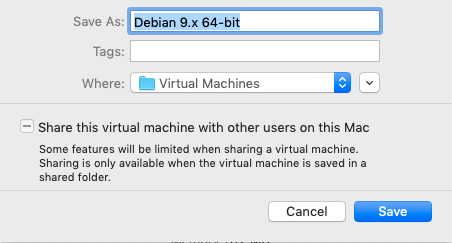 Save As: Debian 9.x 64-bit
Tags:
Where: Virtual Machines
Share this virtual machine with other users on this Mac
Some features will be limited when sharing a virtual machine.
Sharing is only available when the virtual machine is saved in a
shared folder.
Cancel Save